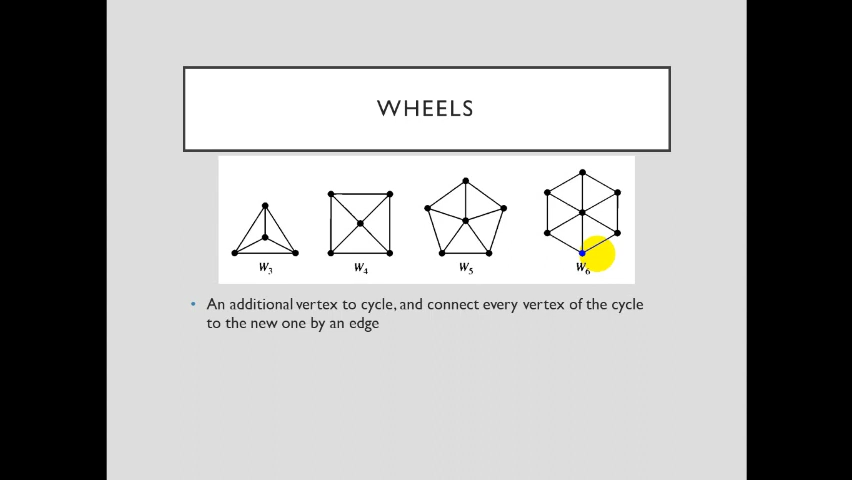 WHEELS
W3 W4 W5 W6
• An additional vertex to cycle, and connect every vertex of the cycle
to the new one by an edge